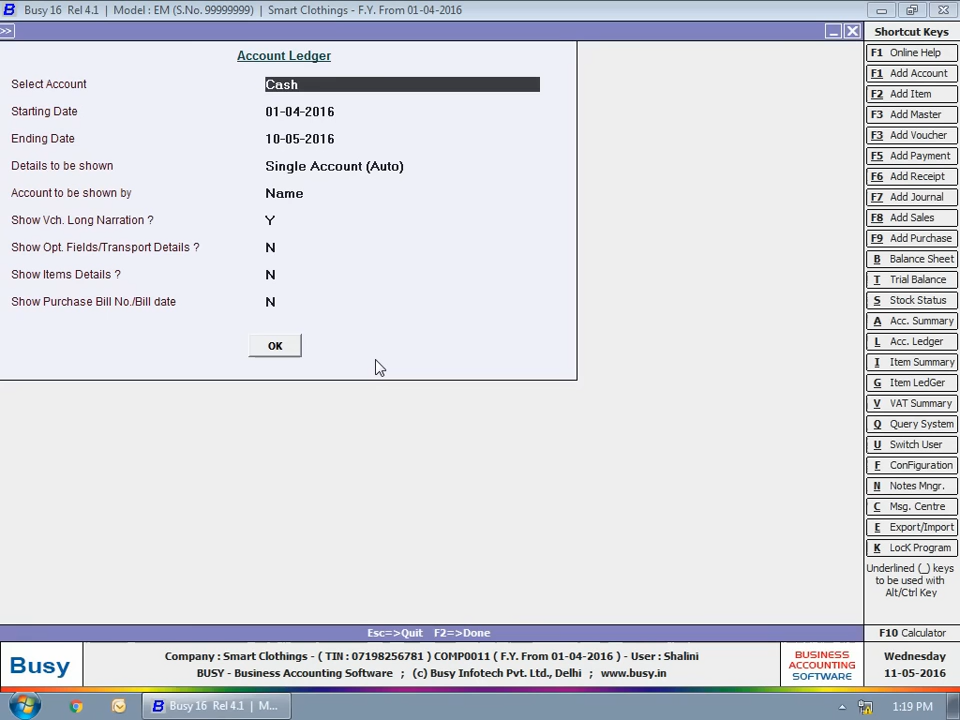 Busy 16 Rel 4.1 | Model : EM (S.No. 99999999) | Smart Clothings - F.Y. From 01-04-2016
>>
Shortcut Keys
Account Ledger
Select Account Cash
Starting Date 01-04-2016
Ending Date 10-05-2016
Details to be shown Single Account (Auto)
Account to be shown by Name
Show Vch. Long Narration ? Y
Show Opt. Fields/Transport Details ? N
Show Items Details ? N
Show Purchase Bill No./Bill date N
OK
F1 Online Help
F1 Add Account
F2 Add Item
F3 Add Master
F3 Add Voucher
F5 Add Payment
F6 Add Receipt
F7 Add Journal
F8 Add Sales
F9 Add Purchase
B Balance Sheet
T Trial Balance
S Stock Status
A Acc. Summary
L Acc. Ledger
I Item Summary
G Item LedGer
V VAT Summary
Q Query System
U Switch User
F ConFiguration
N Notes Mngr.
C Msg. Centre
E Export/Import
K LocK Program
Underlined (_) keys
to be used with
Alt/Ctrl Key
Esc=>Quit F2=>Done
F10 Calculator
Busy
Company : Smart Clothings - ( TIN : 07198256781 ) COMP0011 ( F.Y. From 01-04-2016 ) - User : Shalini
BUSY - Business Accounting Software ; (c) Busy Infotech Pvt. Ltd., Delhi ; www.busy.in
BUSINESS
ACCOUNTING
SOFTWARE
Wednesday
11-05-2016
Busy 16 Rel 4.1 | M...
1:19 PM